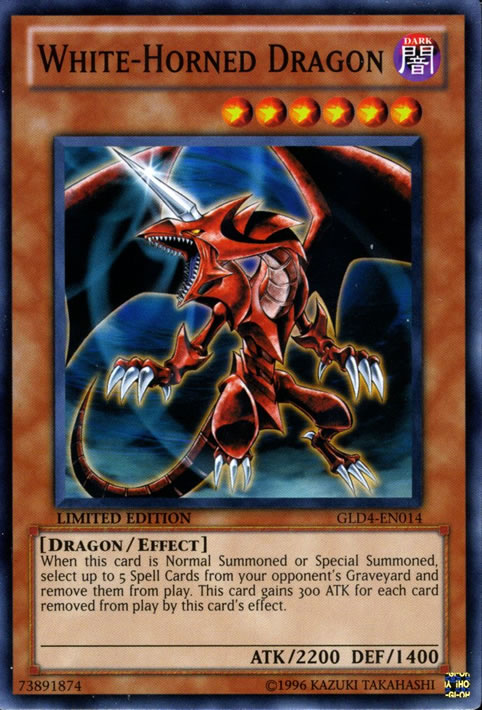 WHITE-HORNED DRAGON
DARK
闇
LIMITED EDITION GLD4-EN014
[DRAGON/EFFECT]
When this card is Normal Summoned or Special Summoned,
select up to 5 Spell Cards from your opponent's Graveyard and
remove them from play. This card gains 300 ATK for each card
removed from play by this card's effect.
ATK/2200 DEF/1400
73891874 ©1996 KAZUKI TAKAHASHI